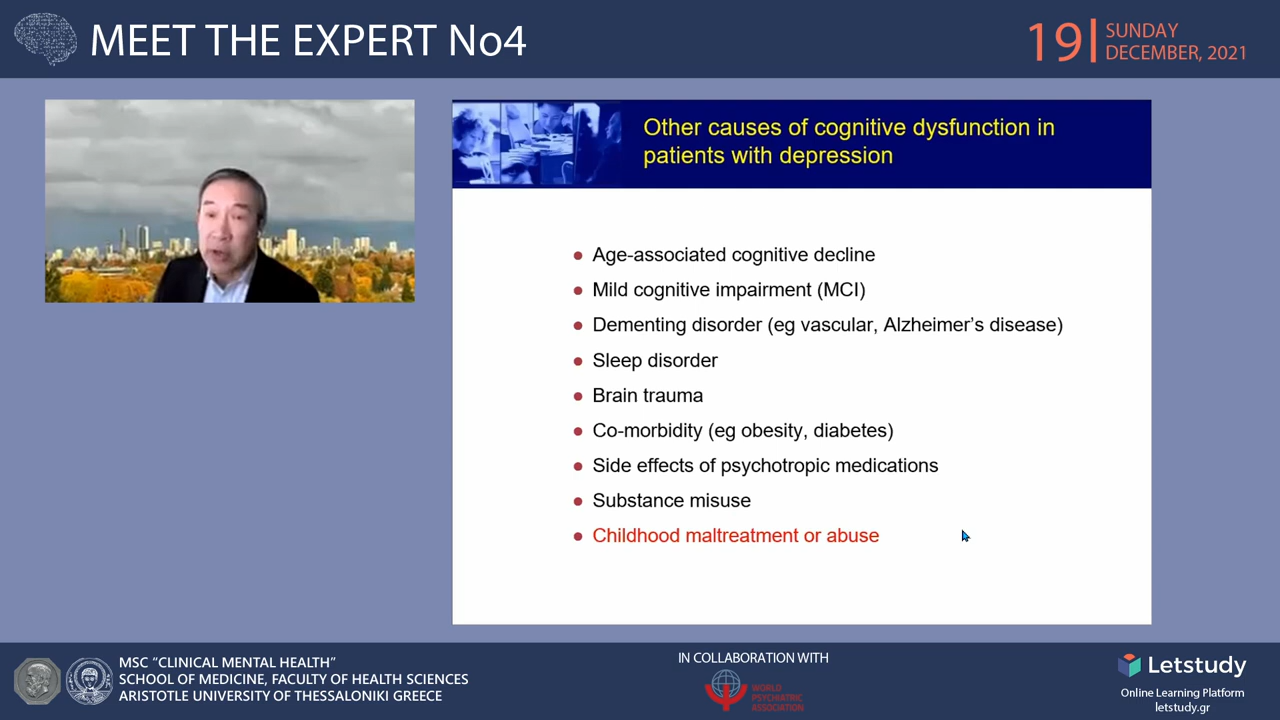 MEET THE EXPERT No4
19
SUNDAY
DECEMBER, 2021
Other causes of cognitive dysfunction in
patients with depression
Age-associated cognitive decline
Mild cognitive impairment (MCI)
Dementing disorder (eg vascular, Alzheimer’s disease)
Sleep disorder
Brain trauma
Co-morbidity (eg obesity, diabetes)
Side effects of psychotropic medications
Substance misuse
Childhood maltreatment or abuse
MSC “CLINICAL MENTAL HEALTH”
SCHOOL OF MEDICINE, FACULTY OF HEALTH SCIENCES
ARISTOTLE UNIVERSITY OF THESSALONIKI GREECE
IN COLLABORATION WITH
WORLD
PSYCHIATRIC
ASSOCIATION
Letstudy
Online Learning Platform
letstudy.gr